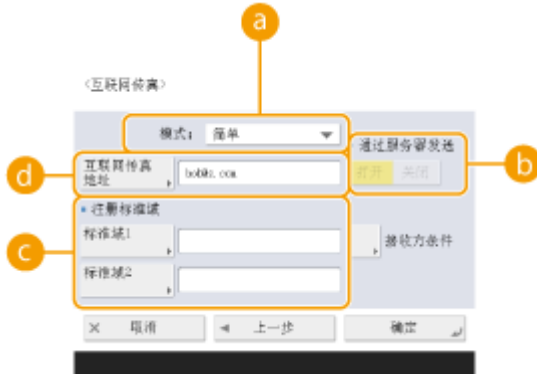 a
<互联网传真>
模式: 简单
通过服务器发送
打开 关闭
b
d
互联网传真
地址
bob@z.com
注册标准域
c
标准域1
接收方条件
标准域2
× 取消
上一步
确定